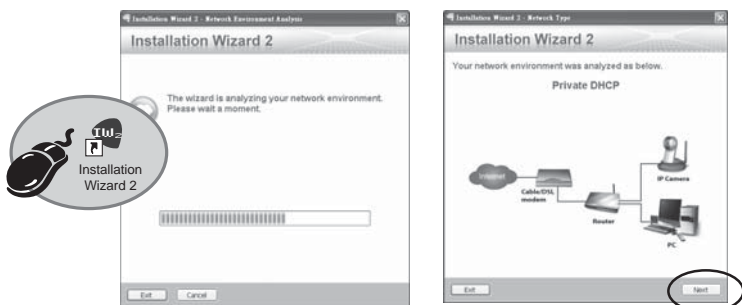 Installation Wizard 2 - Network Environment Analysis
Installation Wizard 2
The wizard is analyzing your network environment.
Please wait a moment.
Exit
Cancel
IW2
Installation
Wizard 2
Installation Wizard 2 - Network Type
Installation Wizard 2
Your network environment was analyzed as below.
Private DHCP
Internet
Cable/DSL
modem
Router
IP Camera
PC
Exit
Next